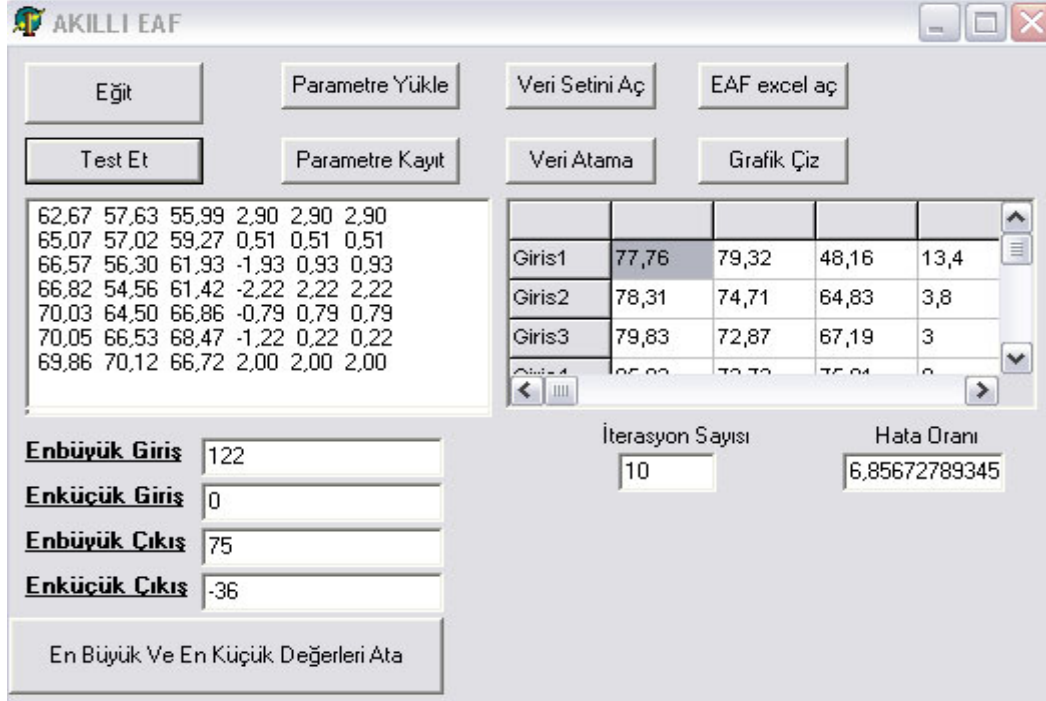 AKILLI EAF
Eğit Parametre Yükle Veri Setini Aç EAF excel aç
Test Et Parametre Kayıt Veri Atama Grafik Çiz
62,67 57,63 55,99 2,90 2,90 2,90
65,07 57,02 59,27 0,51 0,51 0,51
66,57 56,30 61,93 -1,93 0,93 0,93
66,82 54,56 61,42 -2,22 2,22 2,22
70,03 64,50 66,86 -0,79 0,79 0,79
70,05 66,53 68,47 -1,22 0,22 0,22
69,86 70,12 66,72 2,00 2,00 2,00
Giris1 77,76 79,32 48,16 13,4
Giris2 78,31 74,71 64,83 3,8
Giris3 79,83 72,87 67,19 3
Enbüyük Giriş 122
Enküçük Giriş 0
Enbüyük Çıkış 75
Enküçük Çıkış -36
İterasyon Sayısı Hata Oranı
10 6,85672789345
En Büyük Ve En Küçük Değerleri Ata